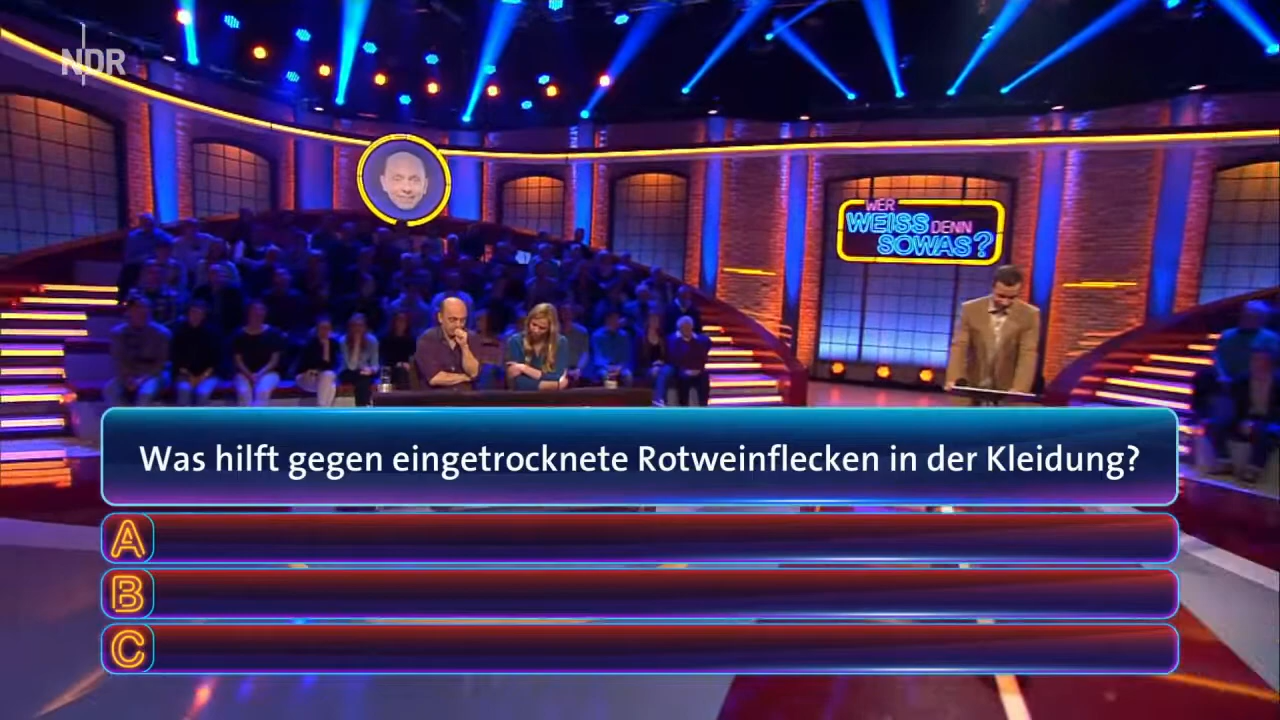 NDR
WER
WEISS DENN
SOWAS?
Was hilft gegen eingetrocknete Rotweinflecken in der Kleidung?
A
B
C